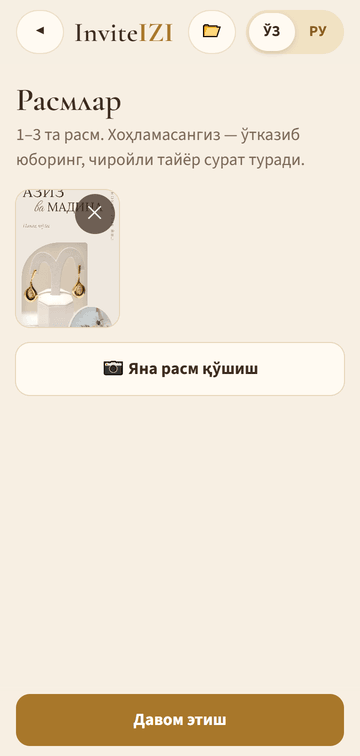 InviteIZI
ЎЗ РУ
Расмлар
1–3 та расм. Хоҳламасангиз — ўтказиб
юборинг, чиройли тайёр сурат туради.
АЗИЗ
ва МАДИНА
Яна расм қўшиш
Давом этиш